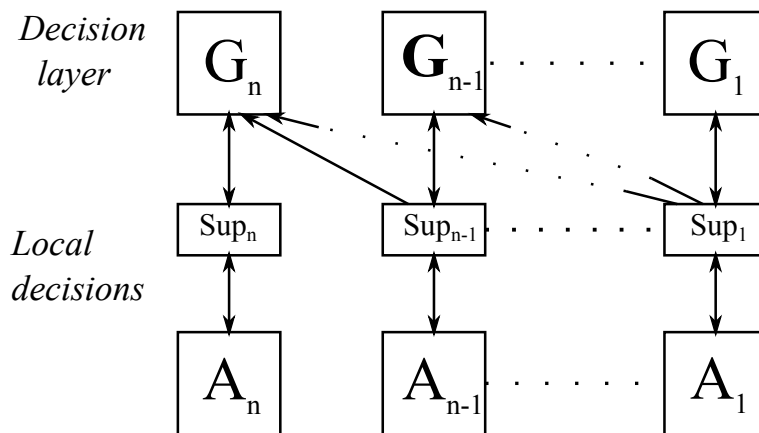 Decision
layer
Gₙ
Gₙ₋₁
G₁
Local
decisions
Supₙ
Supₙ₋₁
Sup₁
Aₙ
Aₙ₋₁
A₁